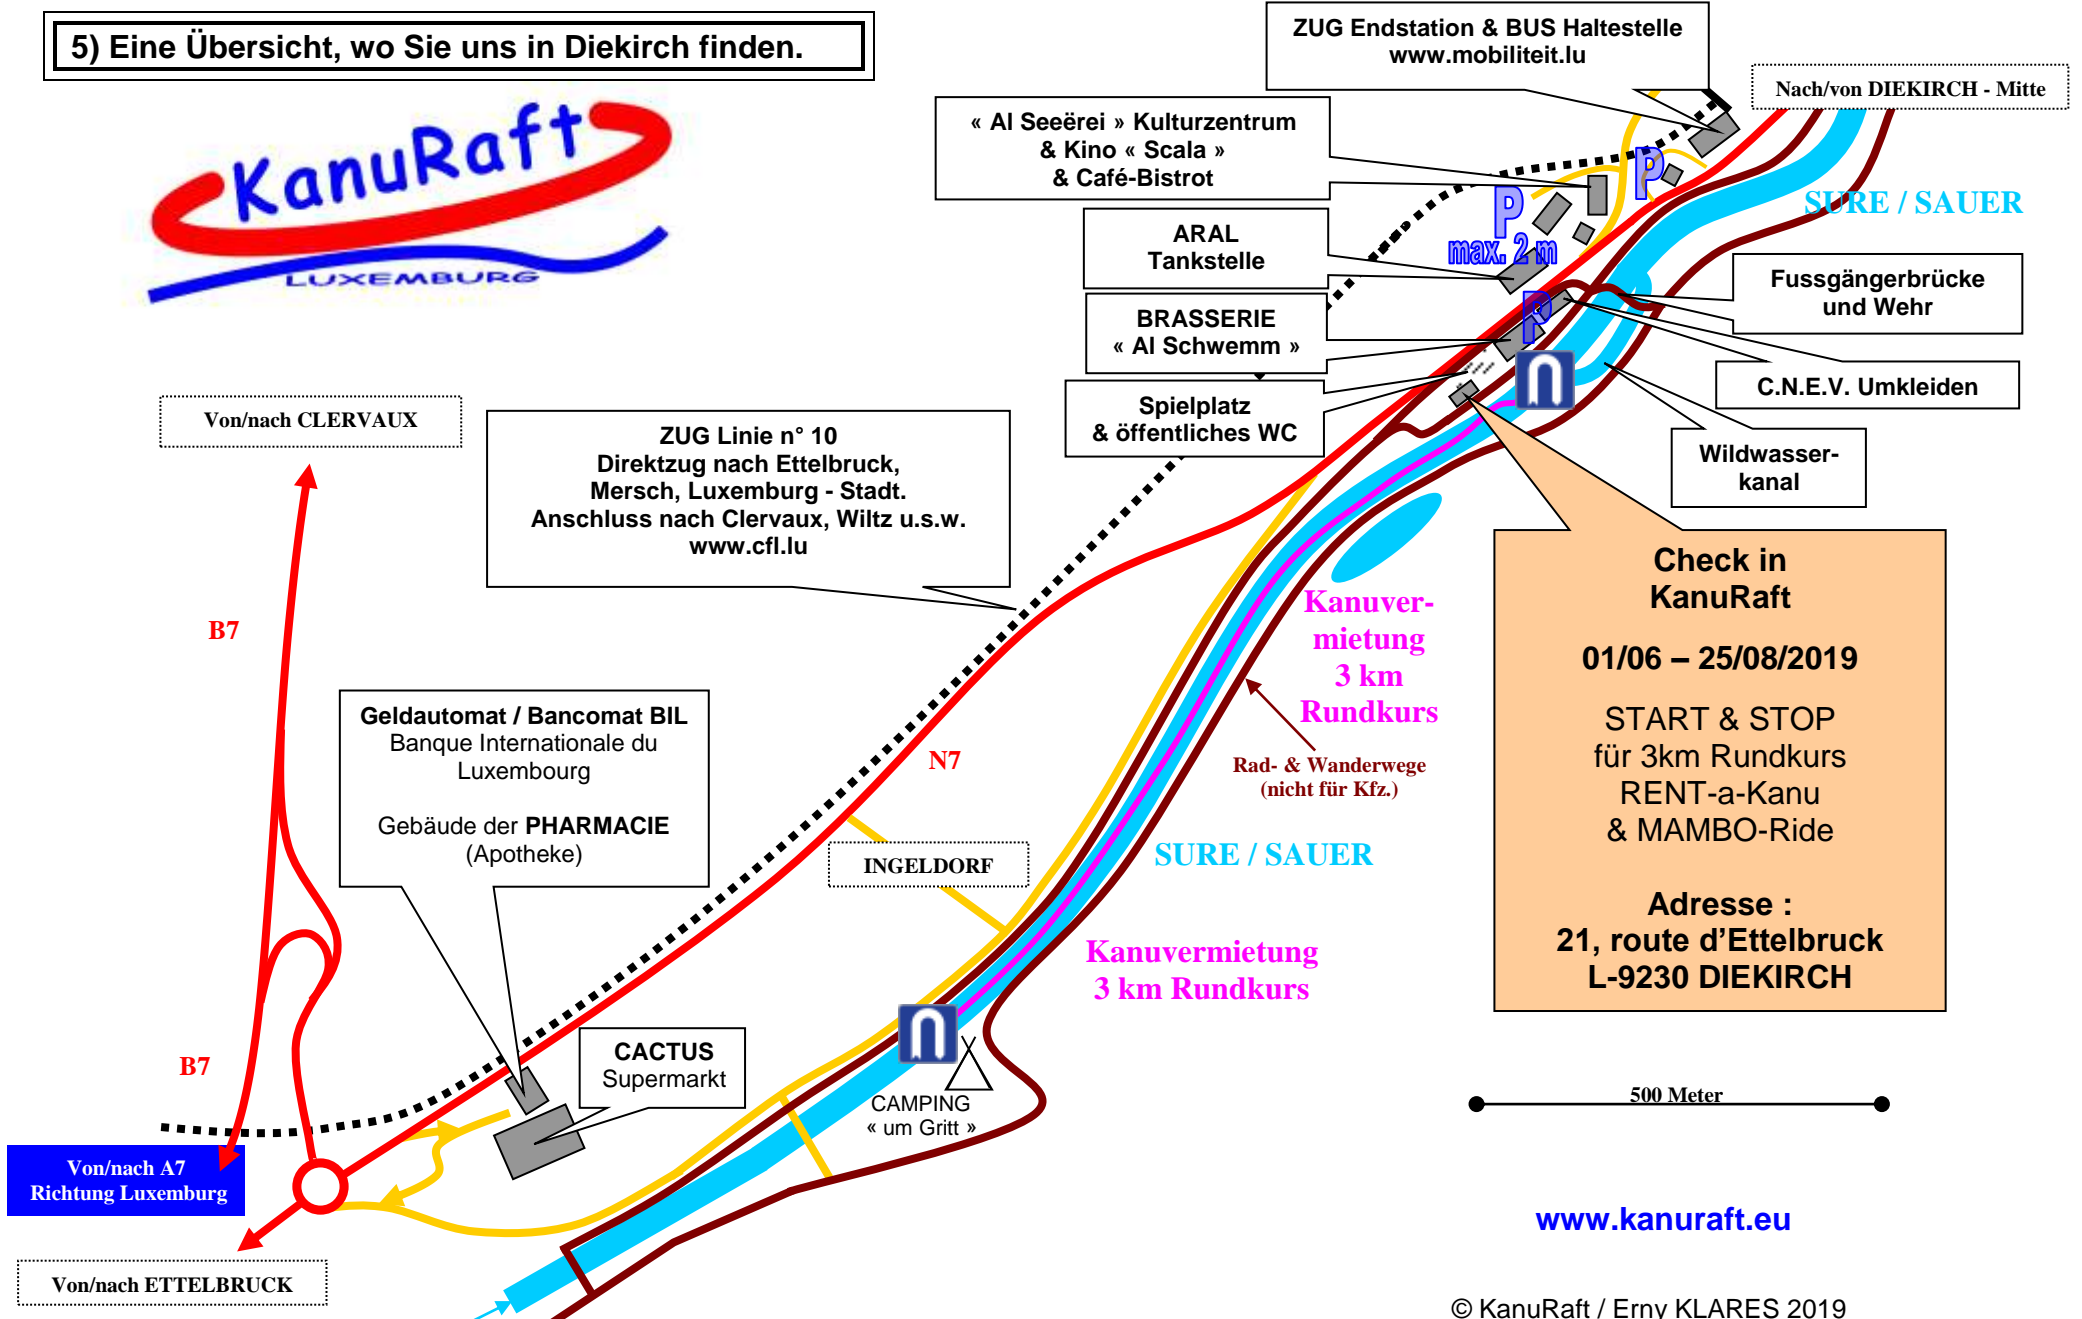 5) Eine Übersicht, wo Sie uns in Diekirch finden.
KanuRaft
LUXEMBURG
ZUG Endstation & BUS Haltestelle
www.mobiliteit.lu
Nach/von DIEKIRCH - Mitte
« Al Seeërei » Kulturzentrum
& Kino « Scala »
& Café-Bistrot
P
P
max. 2 m
SURE / SAUER
ARAL
Tankstelle
Fussgängerbrücke
und Wehr
BRASSERIE
« Al Schwemm »
P
C.N.E.V. Umkleiden
Spielplatz
& öffentliches WC
Wildwasser-
kanal
Von/nach CLERVAUX
ZUG Linie n° 10
Direktzug nach Ettelbruck,
Mersch, Luxemburg - Stadt.
Anschluss nach Clervaux, Wiltz u.s.w.
www.cfl.lu
Check in
KanuRaft
01/06 – 25/08/2019
START & STOP
für 3km Rundkurs
RENT-a-Kanu
& MAMBO-Ride
Adresse :
21, route d’Ettelbruck
L-9230 DIEKIRCH
Kanuver-
mietung
3 km
Rundkurs
B7
Geldautomat / Bancomat BIL
Banque Internationale du
Luxembourg
Gebäude der PHARMACIE
(Apotheke)
N7
Rad- & Wanderwege
(nicht für Kfz.)
INGELDORF
SURE / SAUER
Kanuvermietung
3 km Rundkurs
B7
CACTUS
Supermarkt
CAMPING
« um Gritt »
500 Meter
Von/nach A7
Richtung Luxemburg
www.kanuraft.eu
Von/nach ETTELBRUCK
© KanuRaft / Erny KLARES 2019